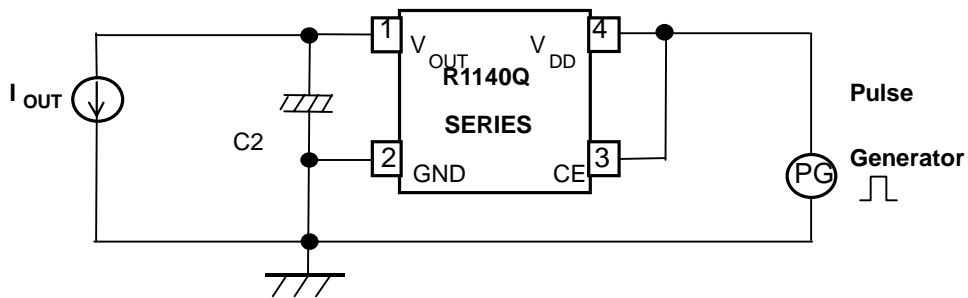 1
4
V OUT
V DD
R1140Q
I OUT
Pulse
SERIES
C2
2
3
Generator
GND
CE
PG